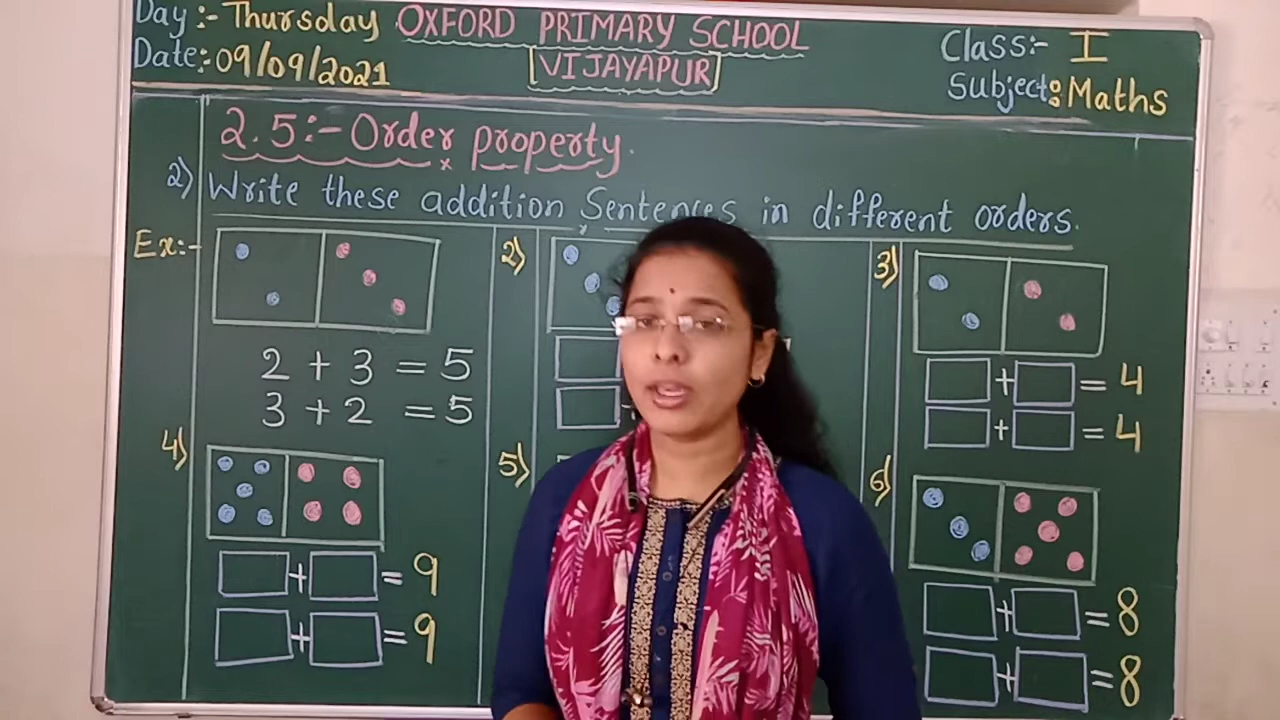 Day:- Thursday OXFORD PRIMARY SCHOOL Class:- I
Date:- 09/09/2021 VIJAYAPUR Subject: Maths
2.5:- Order property.
2) Write these addition Sentences in different orders.
Ex:-
2 + 3 = 5
3 + 2 = 5
2)
3)
+ = 4
+ = 4
4)
+ = 9
+ = 9
5)
6)
+ = 8
+ = 8